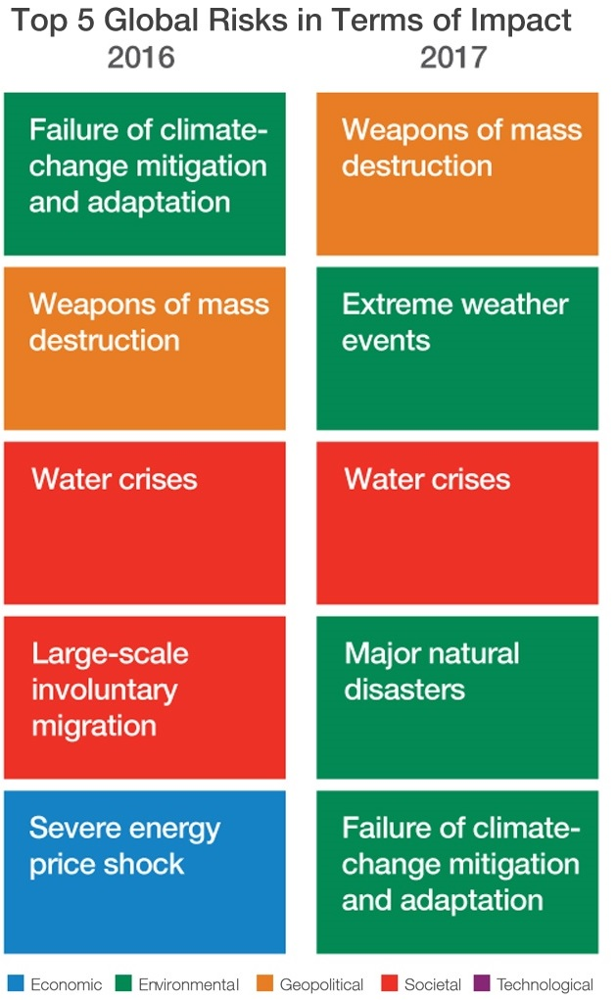 Top 5 Global Risks in Terms of Impact
2016
2017
Failure of climate-
change mitigation
and adaptation
Weapons of mass
destruction
Weapons of mass
destruction
Extreme weather
events
Water crises
Water crises
Large-scale
involuntary
migration
Major natural
disasters
Severe energy
price shock
Failure of climate-
change mitigation
and adaptation
Economic
Environmental
Geopolitical
Societal
Technological